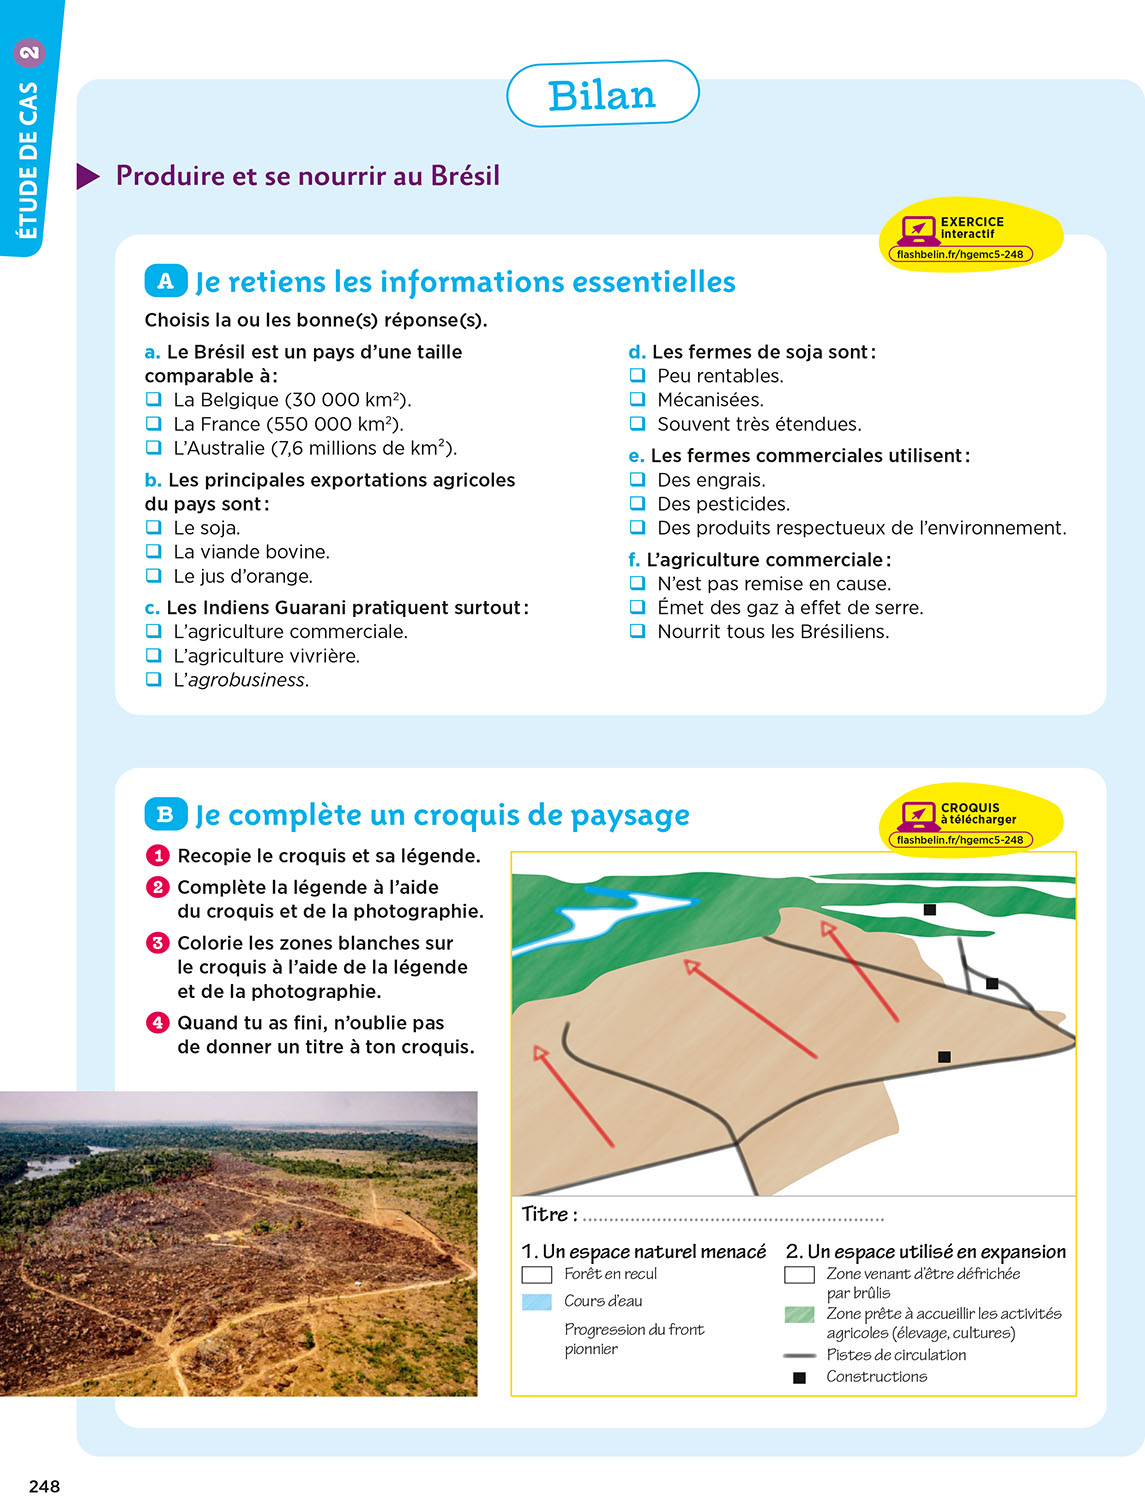 ÉTUDE DE CAS 2
Bilan
Produire et se nourrir au Brésil
EXERCICE
interactif
flashbelin.fr/hgemc5-248
A Je retiens les informations essentielles
Choisis la ou les bonne(s) réponse(s).
a. Le Brésil est un pays d'une taille
comparable à :
❑ La Belgique (30 000 km²).
❑ La France (550 000 km²).
❑ L'Australie (7,6 millions de km²).
b. Les principales exportations agricoles
du pays sont :
❑ Le soja.
❑ La viande bovine.
❑ Le jus d'orange.
c. Les Indiens Guarani pratiquent surtout :
❑ L'agriculture commerciale.
❑ L'agriculture vivrière.
❑ L'agrobusiness.
d. Les fermes de soja sont :
❑ Peu rentables.
❑ Mécanisées.
❑ Souvent très étendues.
e. Les fermes commerciales utilisent :
❑ Des engrais.
❑ Des pesticides.
❑ Des produits respectueux de l'environnement.
f. L'agriculture commerciale :
❑ N'est pas remise en cause.
❑ Émet des gaz à effet de serre.
❑ Nourrit tous les Brésiliens.
B Je complète un croquis de paysage
CROQUIS
à télécharger
flashbelin.fr/hgemc5-248
1 Recopie le croquis et sa légende.
2 Complète la légende à l'aide
du croquis et de la photographie.
3 Colorie les zones blanches sur
le croquis à l'aide de la légende
et de la photographie.
4 Quand tu as fini, n'oublie pas
de donner un titre à ton croquis.
Titre : ..........................................................
1. Un espace naturel menacé
Forêt en recul
Cours d'eau
Progression du front
pionnier
2. Un espace utilisé en expansion
Zone venant d'être défrichée
par brûlis
Zone prête à accueillir les activités
agricoles (élevage, cultures)
Pistes de circulation
Constructions
248